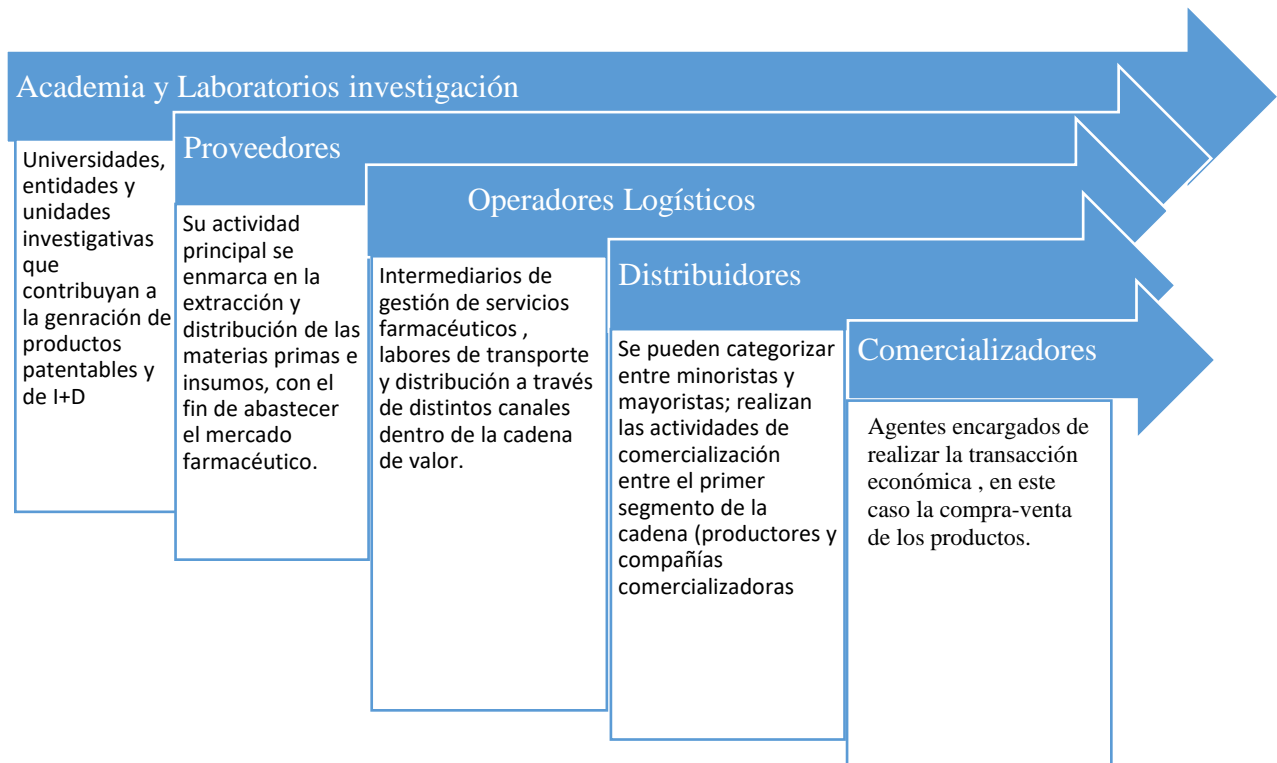 Academia y Laboratorios investigación
Universidades,
entidades y
unidades
investigativas
que
contribuyan a
la genración de
productos
patentables y
de I+D
Proveedores
Su actividad
principal se
enmarca en la
extracción y
distribución de las
materias primas e
insumos, con el
fin de abastecer
el mercado
farmacéutico.
Operadores Logísticos
Intermediarios de
gestión de servicios
farmacéuticos ,
labores de transporte
y distribución a través
de distintos canales
dentro de la cadena
de valor.
Distribuidores
Se pueden categorizar
entre minoristas y
mayoristas; realizan
las actividades de
comercialización
entre el primer
segmento de la
cadena (productores y
compañías
comercializadoras
Comercializadores
Agentes encargados de
realizar la transacción
económica , en este
caso la compra-venta
de los productos.